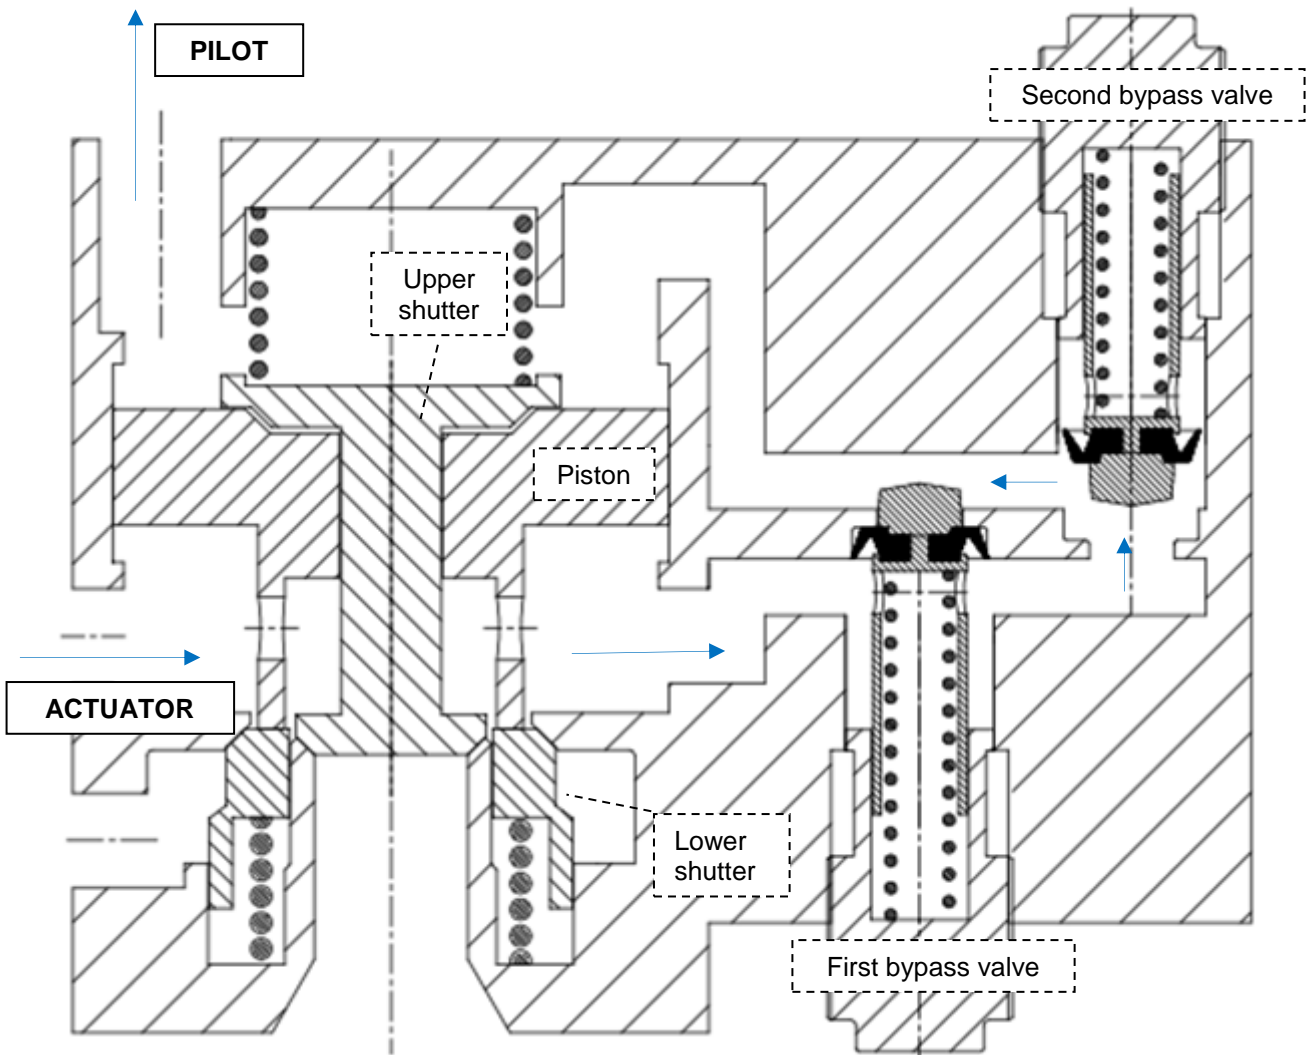 PILOT
Second bypass valve
Upper
shutter
Piston
ACTUATOR
Lower
shutter
First bypass valve